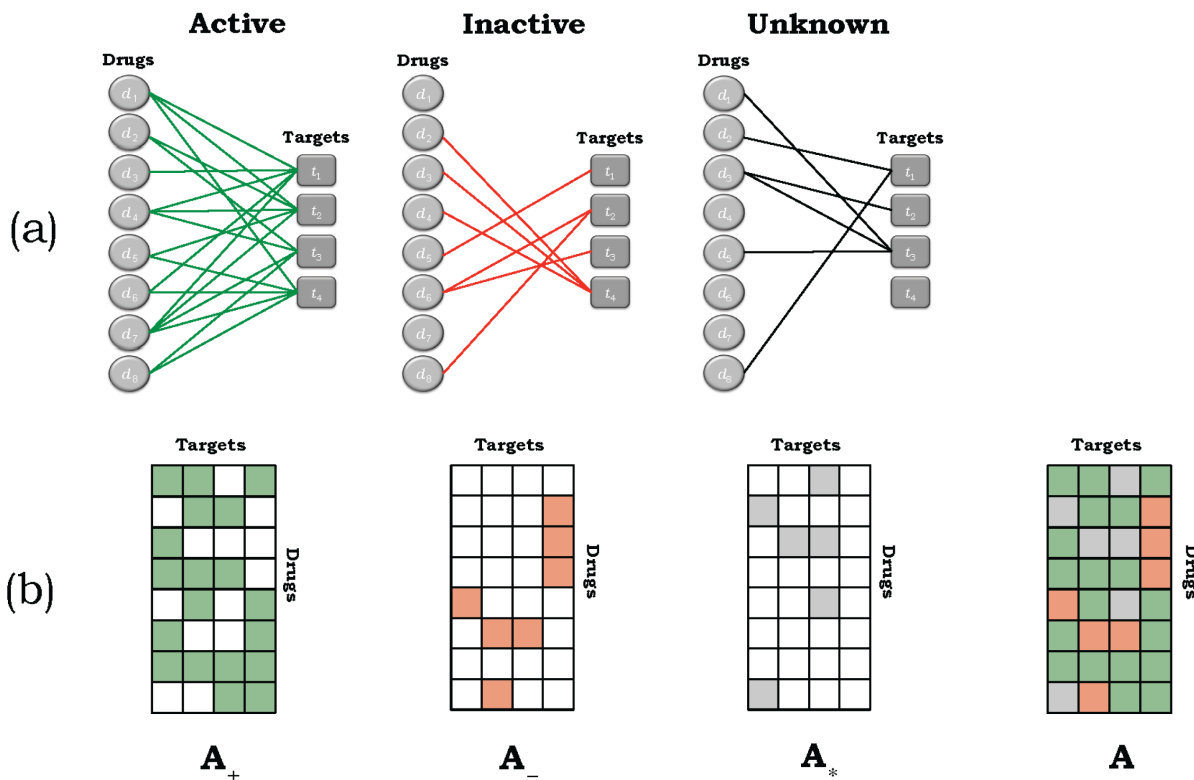 Active Inactive Unknown
Drugs Drugs Drugs
Targets Targets Targets
(a)
d1 d1 d1
d2 d2 d2
d3 t1 d3 t1 d3 t1
d4 t2 d4 t2 d4 t2
d5 t3 d5 t3 d5 t3
d6 t4 d6 t4 d6 t4
d7 d7 d7
d8 d8 d8
Targets Targets Targets Targets
(b)
Drugs Drugs Drugs Drugs
A+ A− A* A